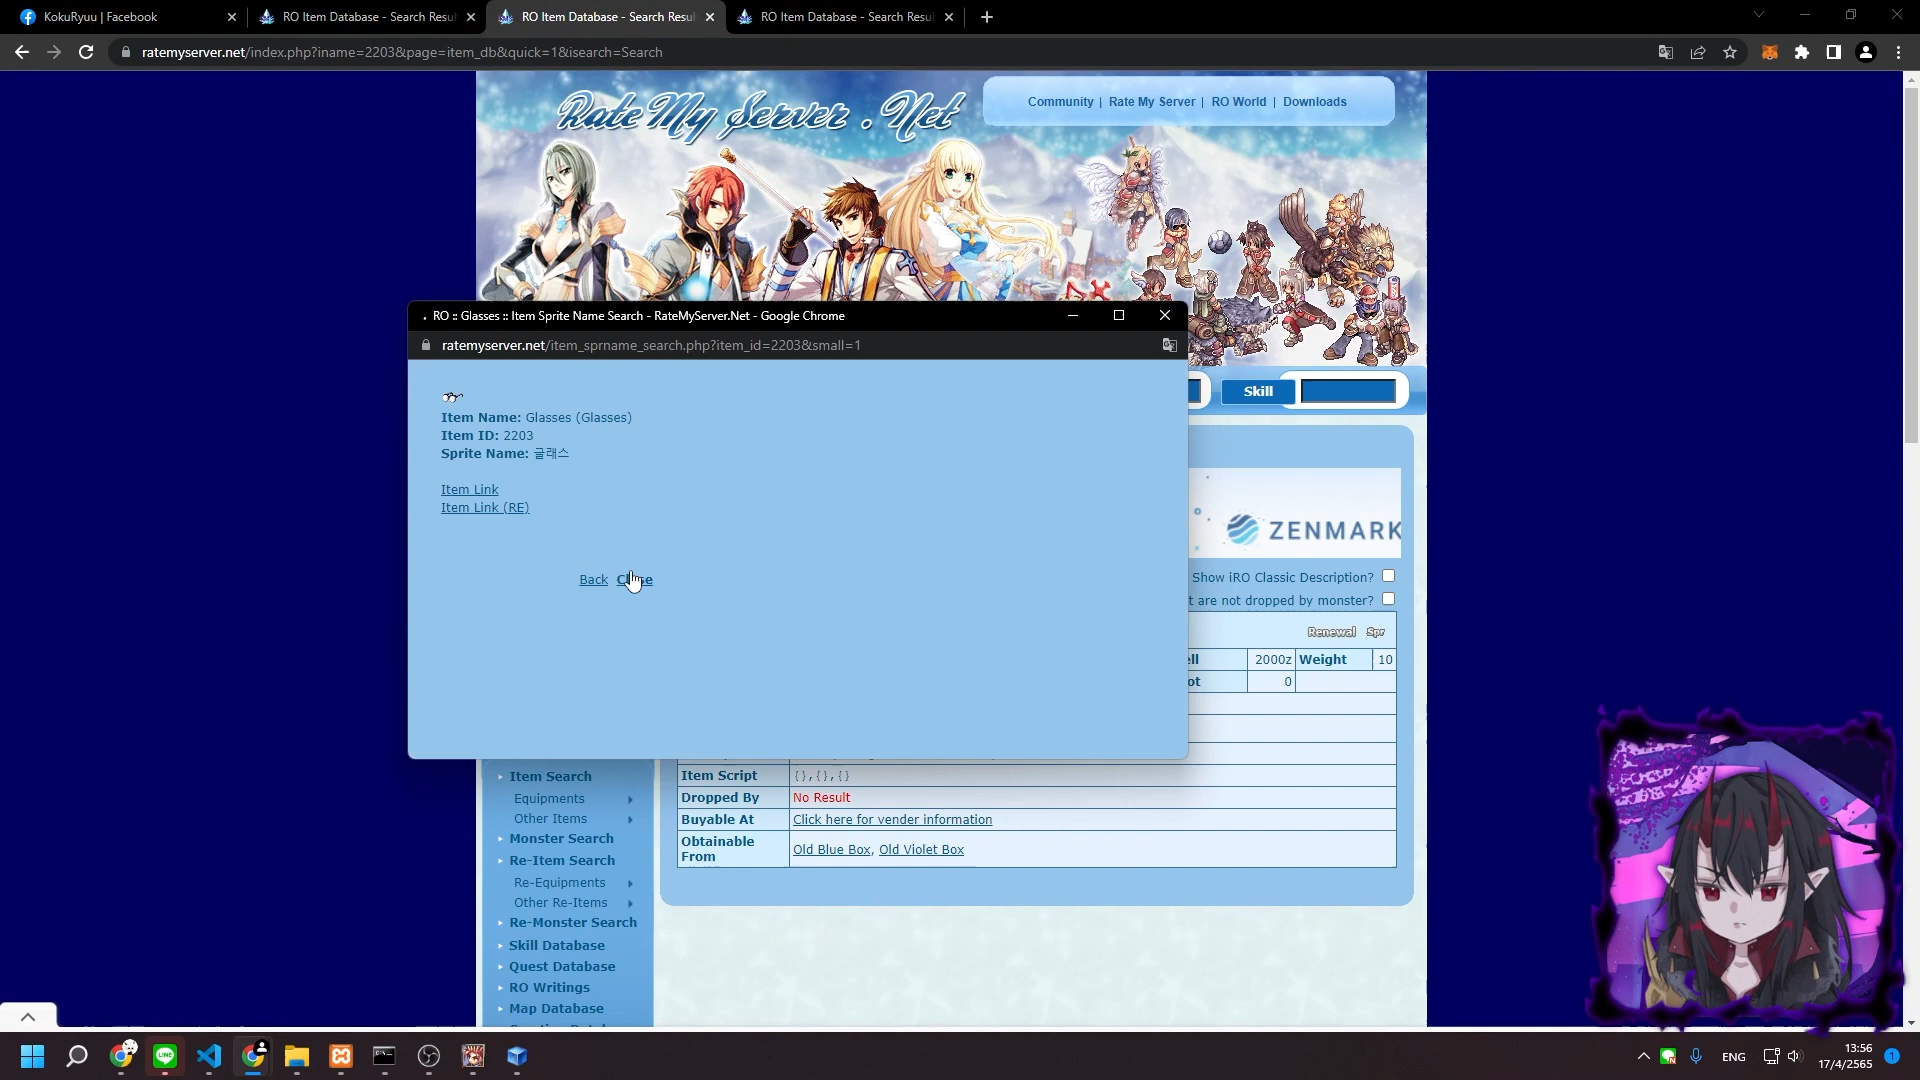 KokuRyuu | Facebook
RO Item Database - Search Resul
RO Item Database - Search Resul
RO Item Database - Search Resul
ratemyserver.net/index.php?iname=2203&page=item_db&quick=1&isearch=Search
Rate My Server .Net
Community | Rate My Server | RO World | Downloads
RO :: Glasses :: Item Sprite Name Search - RateMyServer.Net - Google Chrome
ratemyserver.net/item_sprname_search.php?item_id=2203&small=1
Item Name: Glasses (Glasses)
Item ID: 2203
Sprite Name: 글래스
Item Link
Item Link (RE)
Back Close
Skill
ZENMARK
Show iRO Classic Description?
t are not dropped by monster?
Renewal Spr
ell 2000z Weight 10
ot 0
Item Script {},{},{}
Dropped By No Result
Buyable At Click here for vender information
Obtainable From Old Blue Box, Old Violet Box
Item Search
Equipments
Other Items
Monster Search
Re-Item Search
Re-Equipments
Other Re-Items
Re-Monster Search
Skill Database
Quest Database
RO Writings
Map Database
ENG
13:56
17/4/2565
1